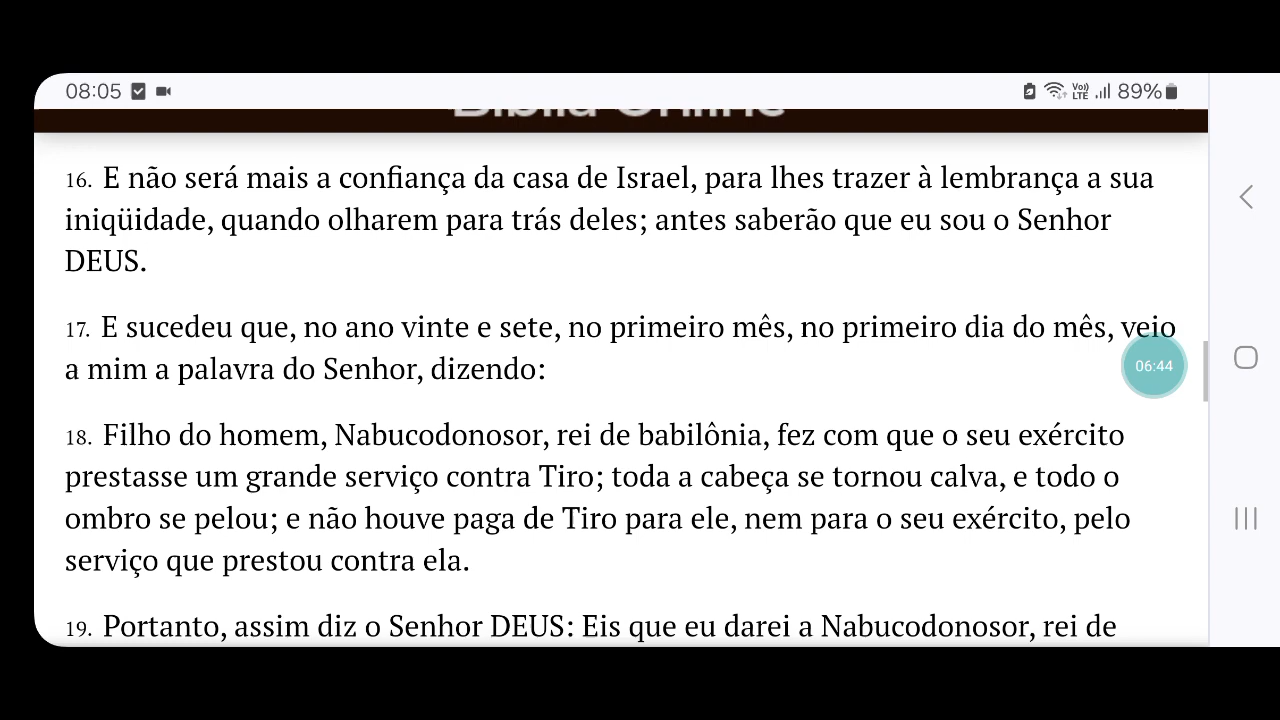 08:05 Vo)) LTE 89%
Bíblia Online
16. E não será mais a confiança da casa de Israel, para lhes trazer à lembrança a sua
iniqüidade, quando olharem para trás deles; antes saberão que eu sou o Senhor
DEUS.
17. E sucedeu que, no ano vinte e sete, no primeiro mês, no primeiro dia do mês, veio
a mim a palavra do Senhor, dizendo:
06:44
18. Filho do homem, Nabucodonosor, rei de babilônia, fez com que o seu exército
prestasse um grande serviço contra Tiro; toda a cabeça se tornou calva, e todo o
ombro se pelou; e não houve paga de Tiro para ele, nem para o seu exército, pelo
serviço que prestou contra ela.
19. Portanto, assim diz o Senhor DEUS: Eis que eu darei a Nabucodonosor, rei de